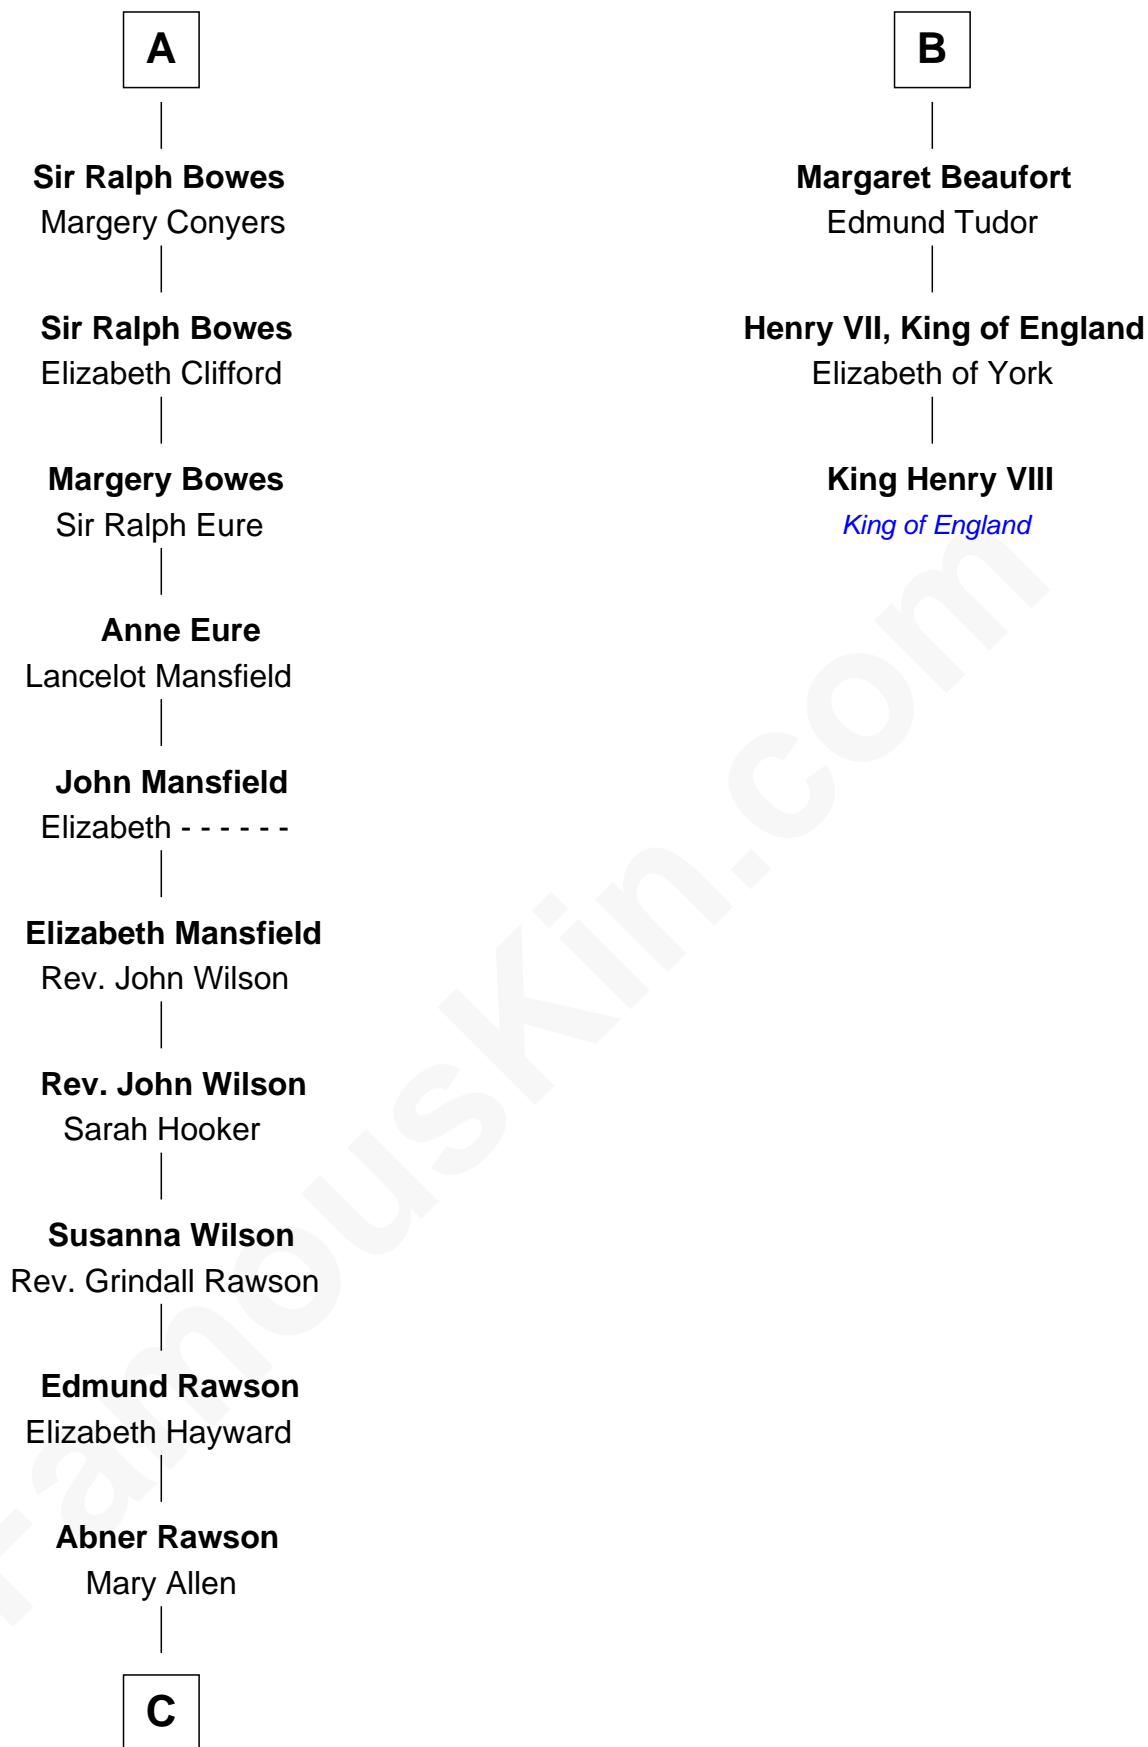 A
Sir Ralph Bowes
Margery Conyers
Sir Ralph Bowes
Elizabeth Clifford
Margery Bowes
Sir Ralph Eure
Anne Eure
Lancelot Mansfield
John Mansfield
Elizabeth - - - - - -
Elizabeth Mansfield
Rev. John Wilson
Rev. John Wilson
Sarah Hooker
Susanna Wilson
Rev. Grindall Rawson
Edmund Rawson
Elizabeth Hayward
Abner Rawson
Mary Allen
C
B
Margaret Beaufort
Edmund Tudor
Henry VII, King of England
Elizabeth of York
King Henry VIII
King of England
FamousKin.com